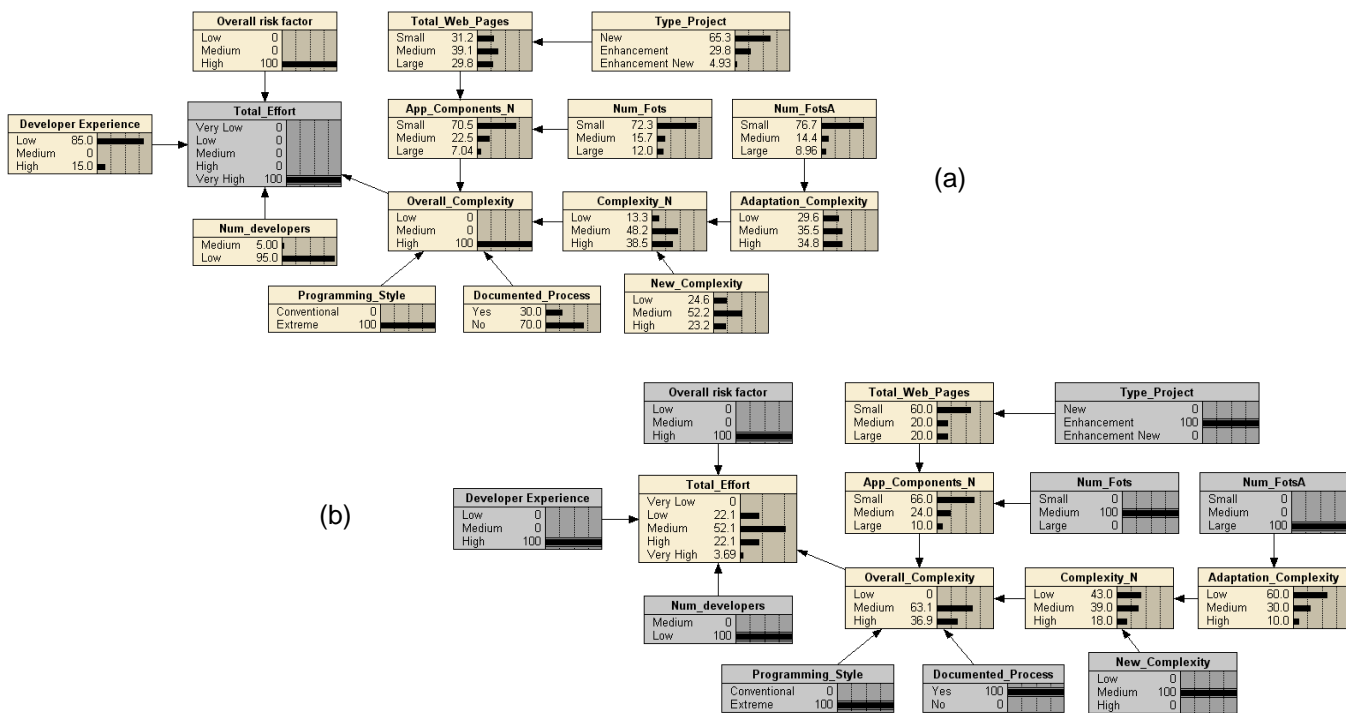 Overall risk factor
Low 0
Medium 0
High 100
Total_Web_Pages
Small 31.2
Medium 39.1
Large 29.8
Type_Project
New 65.3
Enhancement 29.8
Enhancement New 4.93
Developer Experience
Low 85.0
Medium 0
High 15.0
Total_Effort
Very Low 0
Low 0
Medium 0
High 0
Very High 100
App_Components_N
Small 70.5
Medium 22.5
Large 7.04
Num_Fots
Small 72.3
Medium 15.7
Large 12.0
Num_FotsA
Small 76.7
Medium 14.4
Large 8.96
(a)
Num_developers
Medium 5.00
Low 95.0
Overall_Complexity
Low 0
Medium 0
High 100
Complexity_N
Low 13.3
Medium 48.2
High 38.5
Adaptation_Complexity
Low 29.6
Medium 35.5
High 34.8
Programming_Style
Conventional 0
Extreme 100
Documented_Process
Yes 30.0
No 70.0
New_Complexity
Low 24.6
Medium 52.2
High 23.2
(b)
Overall risk factor
Low 0
Medium 0
High 100
Total_Web_Pages
Small 60.0
Medium 20.0
Large 20.0
Type_Project
New 0
Enhancement 100
Enhancement New 0
Developer Experience
Low 0
Medium 0
High 100
Total_Effort
Very Low 0
Low 22.1
Medium 52.1
High 22.1
Very High 3.69
App_Components_N
Small 66.0
Medium 24.0
Large 10.0
Num_Fots
Small 0
Medium 100
Large 0
Num_FotsA
Small 0
Medium 0
Large 100
Num_developers
Medium 0
Low 100
Overall_Complexity
Low 0
Medium 63.1
High 36.9
Complexity_N
Low 43.0
Medium 39.0
High 18.0
Adaptation_Complexity
Low 60.0
Medium 30.0
High 10.0
Programming_Style
Conventional 0
Extreme 100
Documented_Process
Yes 100
No 0
New_Complexity
Low 0
Medium 100
High 0